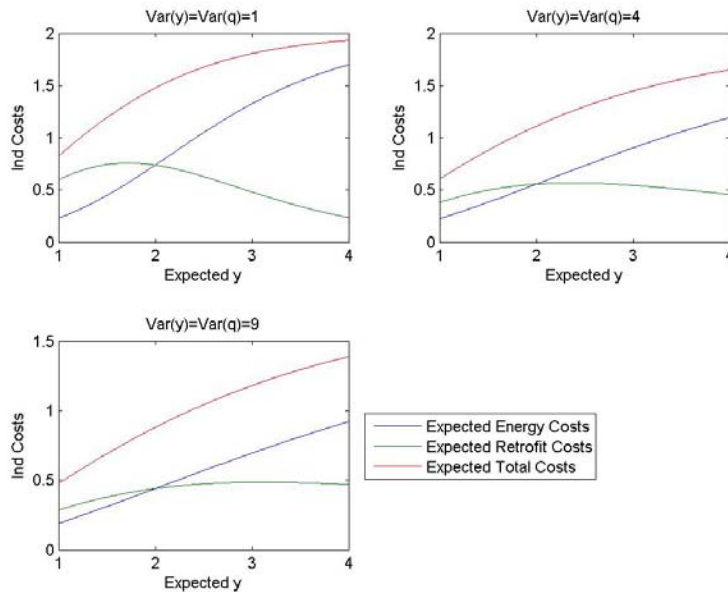 Var(y)=Var(q)=1
2
1.5
1
0.5
0
Ind Costs
1 2 3 4
Expected y
Var(y)=Var(q)=4
2
1.5
1
0.5
0
Ind Costs
1 2 3 4
Expected y
Var(y)=Var(q)=9
1.5
1
0.5
0
Ind Costs
1 2 3 4
Expected y
Expected Energy Costs
Expected Retrofit Costs
Expected Total Costs